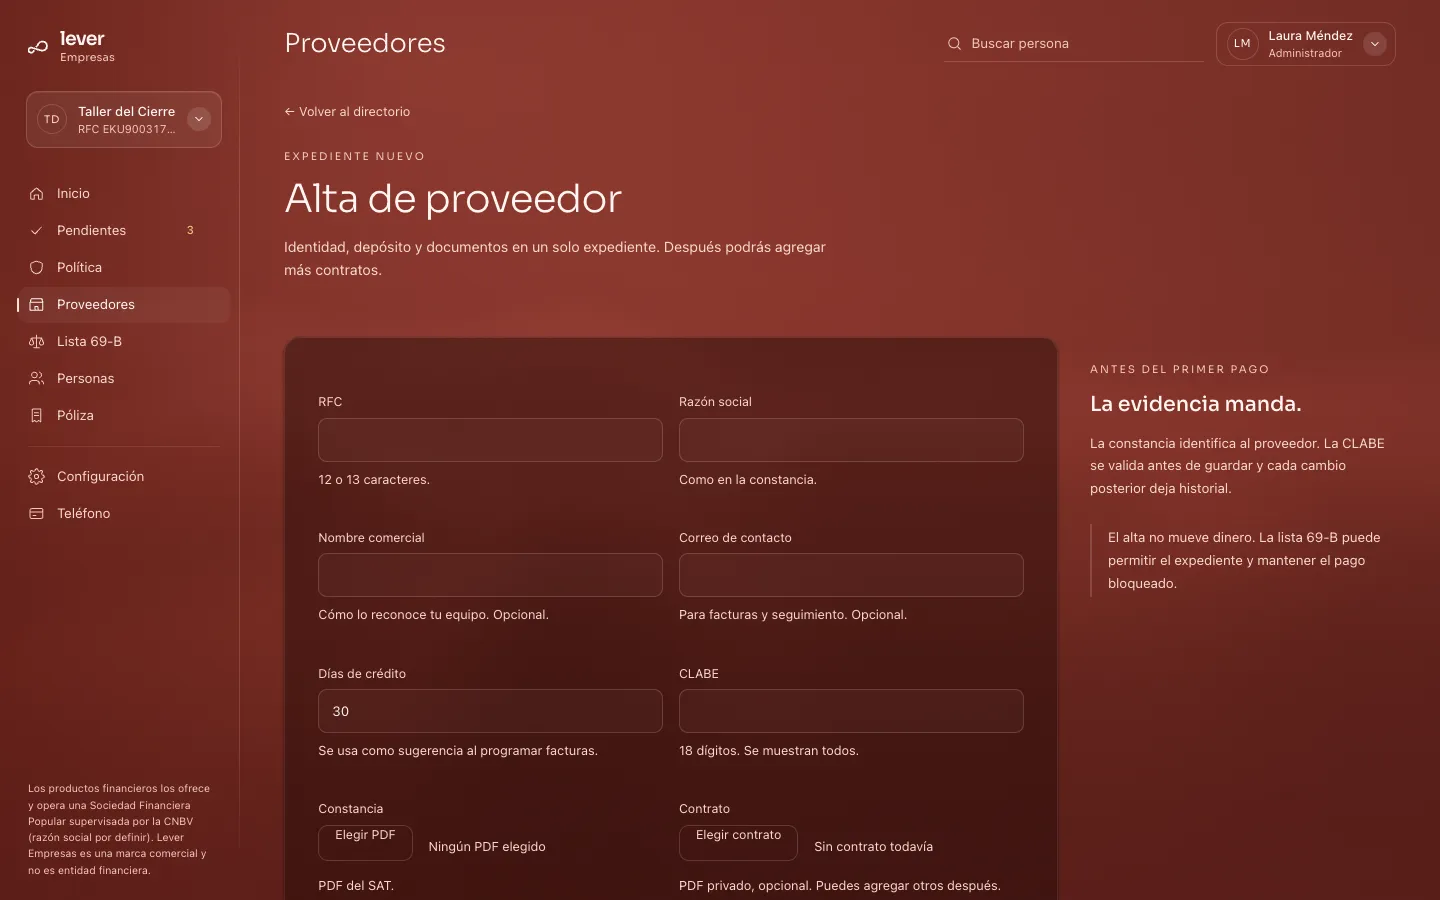 lever
Empresas
TD
Taller del Cierre
RFC EKU900317...
Inicio
Pendientes 3
Política
Proveedores
Lista 69-B
Personas
Póliza
Configuración
Teléfono
Los productos financieros los ofrece
y opera una Sociedad Financiera
Popular supervisada por la CNBV
(razón social por definir). Lever
Empresas es una marca comercial y
no es entidad financiera.
Proveedores
Buscar persona
LM
Laura Méndez
Administrador
← Volver al directorio
EXPEDIENTE NUEVO
Alta de proveedor
Identidad, depósito y documentos en un solo expediente. Después podrás agregar
más contratos.
RFC
12 o 13 caracteres.
Razón social
Como en la constancia.
Nombre comercial
Cómo lo reconoce tu equipo. Opcional.
Correo de contacto
Para facturas y seguimiento. Opcional.
Días de crédito
30
Se usa como sugerencia al programar facturas.
CLABE
18 dígitos. Se muestran todos.
Constancia
Elegir PDF
Ningún PDF elegido
PDF del SAT.
Contrato
Elegir contrato
Sin contrato todavía
PDF privado, opcional. Puedes agregar otros después.
ANTES DEL PRIMER PAGO
La evidencia manda.
La constancia identifica al proveedor. La CLABE
se valida antes de guardar y cada cambio
posterior deja historial.
El alta no mueve dinero. La lista 69-B puede
permitir el expediente y mantener el pago
bloqueado.